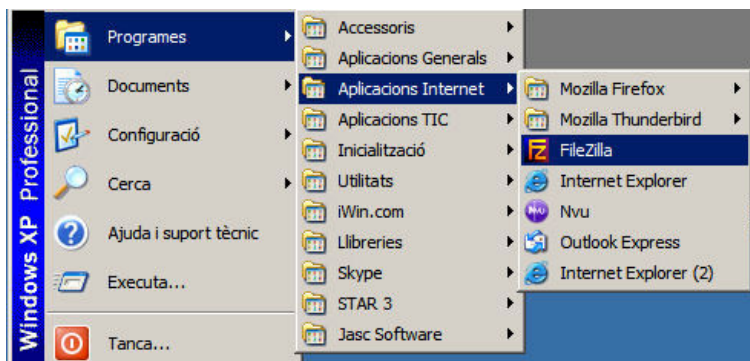 Windows XP Professional
Programes
Documents
Configuració
Cerca
Ajuda i suport tècnic
Executa...
Tanca...
Accessoris
Aplicacions Generals
Aplicacions Internet
Aplicacions TIC
Inicialització
Utilitats
iWin.com
Llibreries
Skype
STAR 3
Jasc Software
Mozilla Firefox
Mozilla Thunderbird
FileZilla
Internet Explorer
Nvu
Outlook Express
Internet Explorer (2)